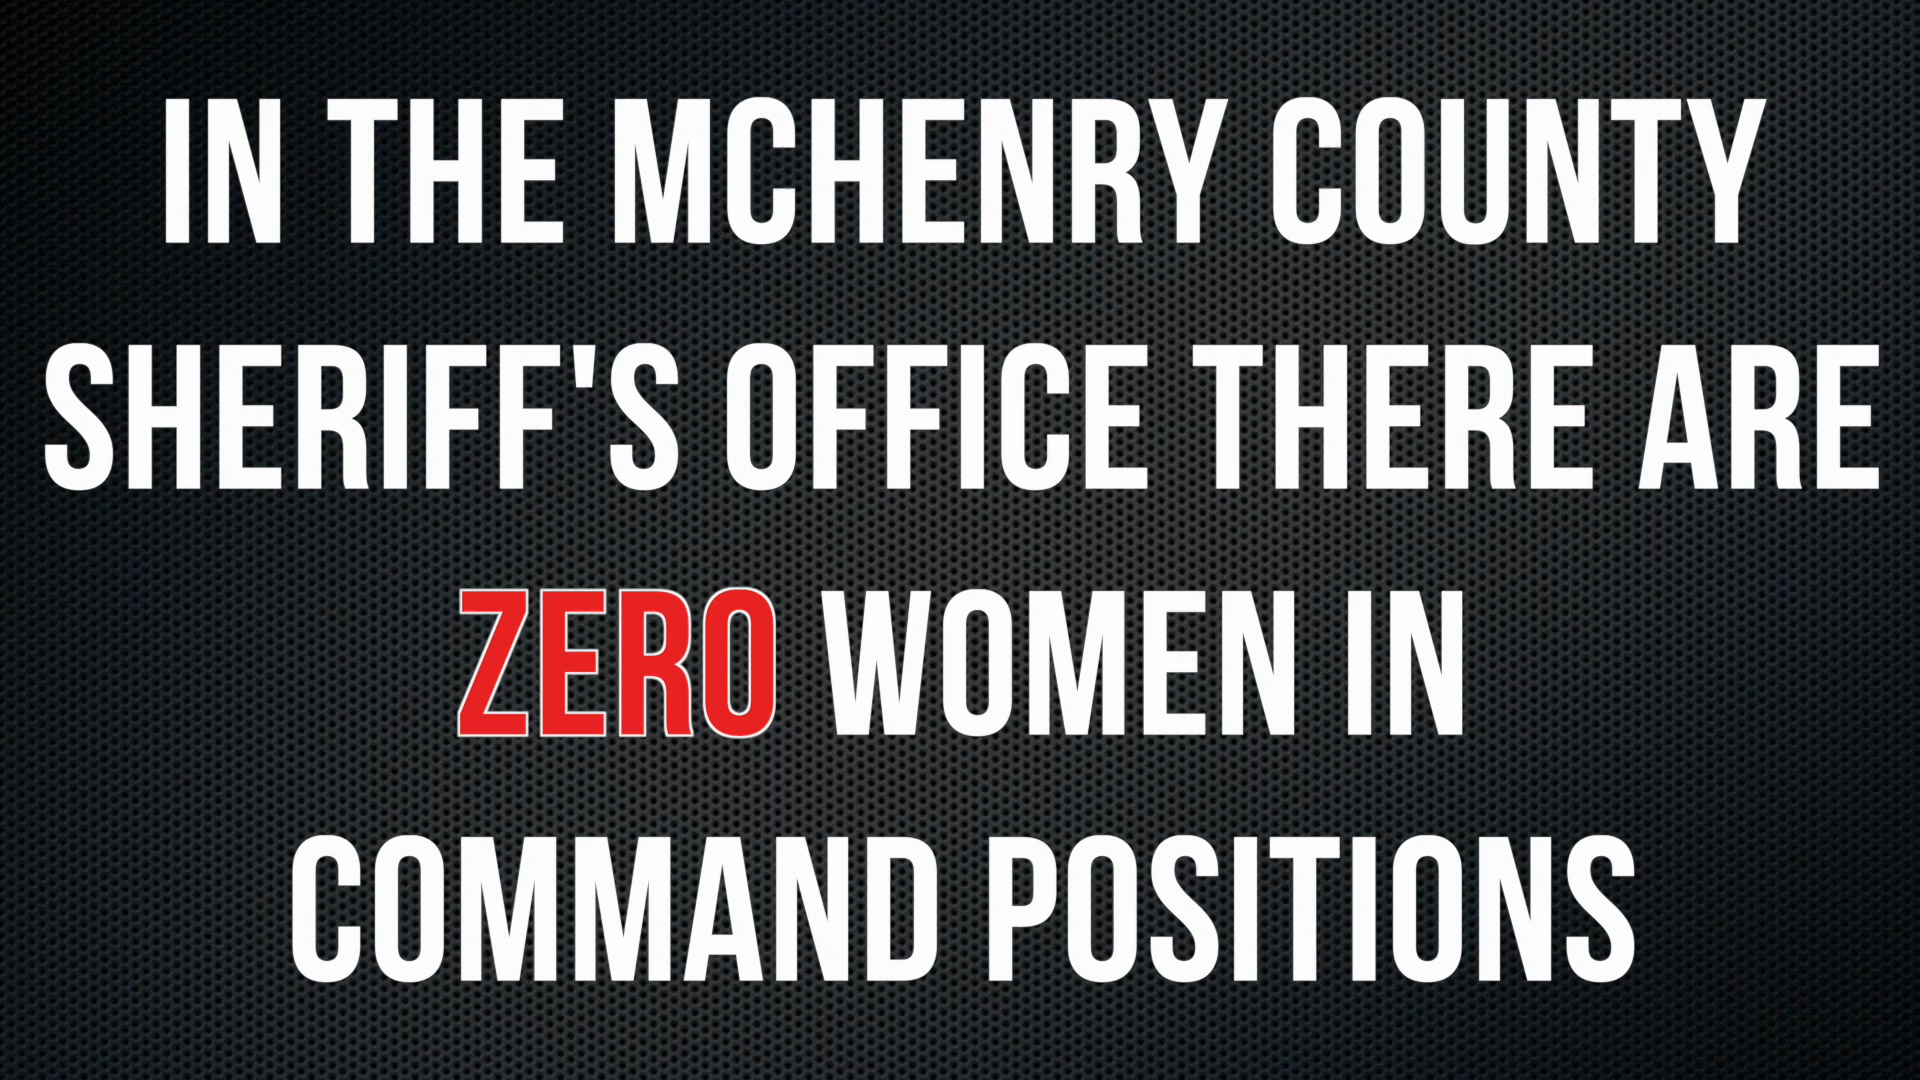 IN THE MCHENRY COUNTY
SHERIFF'S OFFICE THERE ARE
ZERO WOMEN IN
COMMAND POSITIONS